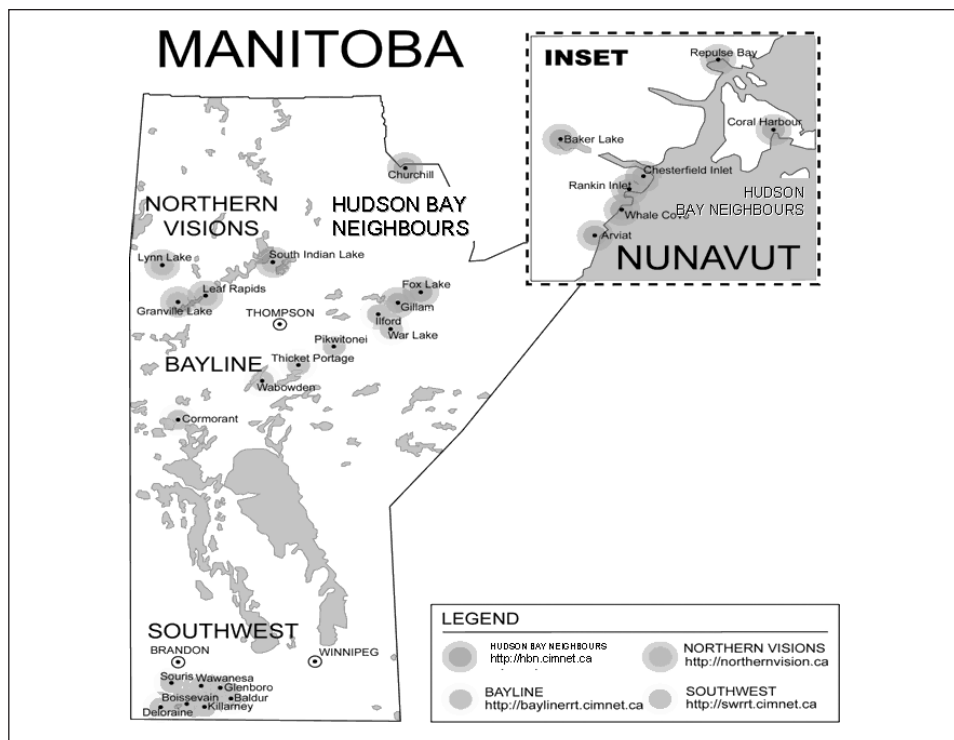 MANITOBA
INSET
Repulse Bay
Coral Harbour
Baker Lake
Chesterfield Inlet
Rankin Inlet
HUDSON
BAY NEIGHBOURS
Whale Cove
Arviat
NUNAVUT
Churchill
NORTHERN
VISIONS
HUDSON BAY
NEIGHBOURS
Lynn Lake
South Indian Lake
Leaf Rapids
Fox Lake
Granville Lake
Gillam
THOMPSON
Ilford
War Lake
Pikwitonei
BAYLINE
Thicket Portage
Wabowden
Cormorant
SOUTHWEST
BRANDON
WINNIPEG
Souris
Wawanesa
Glenboro
Boissevain
Baldur
Deloraine
Killarney
LEGEND
HUDSON BAY NEIGHBOURS
http://hbn.cimnet.ca
NORTHERN VISIONS
http://northernvision.ca
BAYLINE
http://baylinerrt.cimnet.ca
SOUTHWEST
http://swrrt.cimnet.ca